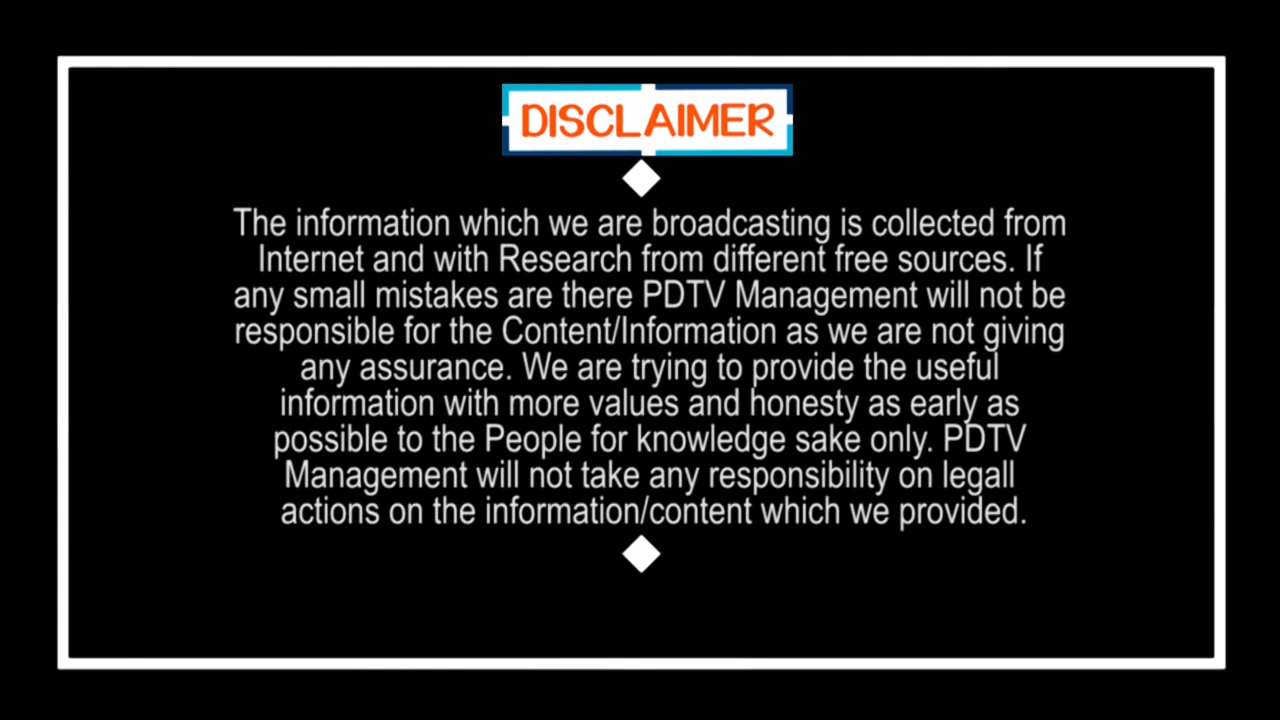 DISCLAIMER
The information which we are broadcasting is collected from
Internet and with Research from different free sources. If
any small mistakes are there PDTV Management will not be
responsible for the Content/Information as we are not giving
any assurance. We are trying to provide the useful
information with more values and honesty as early as
possible to the People for knowledge sake only. PDTV
Management will not take any responsibility on legall
actions on the information/content which we provided.